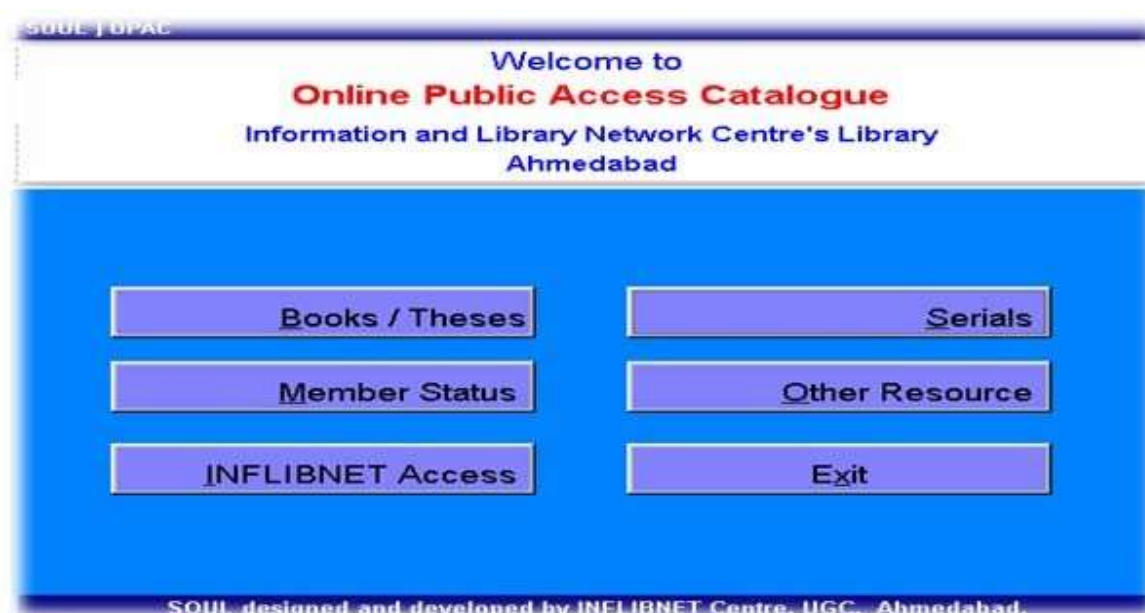 SOUL | OPAC
Welcome to
Online Public Access Catalogue
Information and Library Network Centre's Library
Ahmedabad
Books / Theses
Serials
Member Status
Other Resource
INFLIBNET Access
Exit
SOUL designed and developed by INFLIBNET Centre, UGC, Ahmedabad.